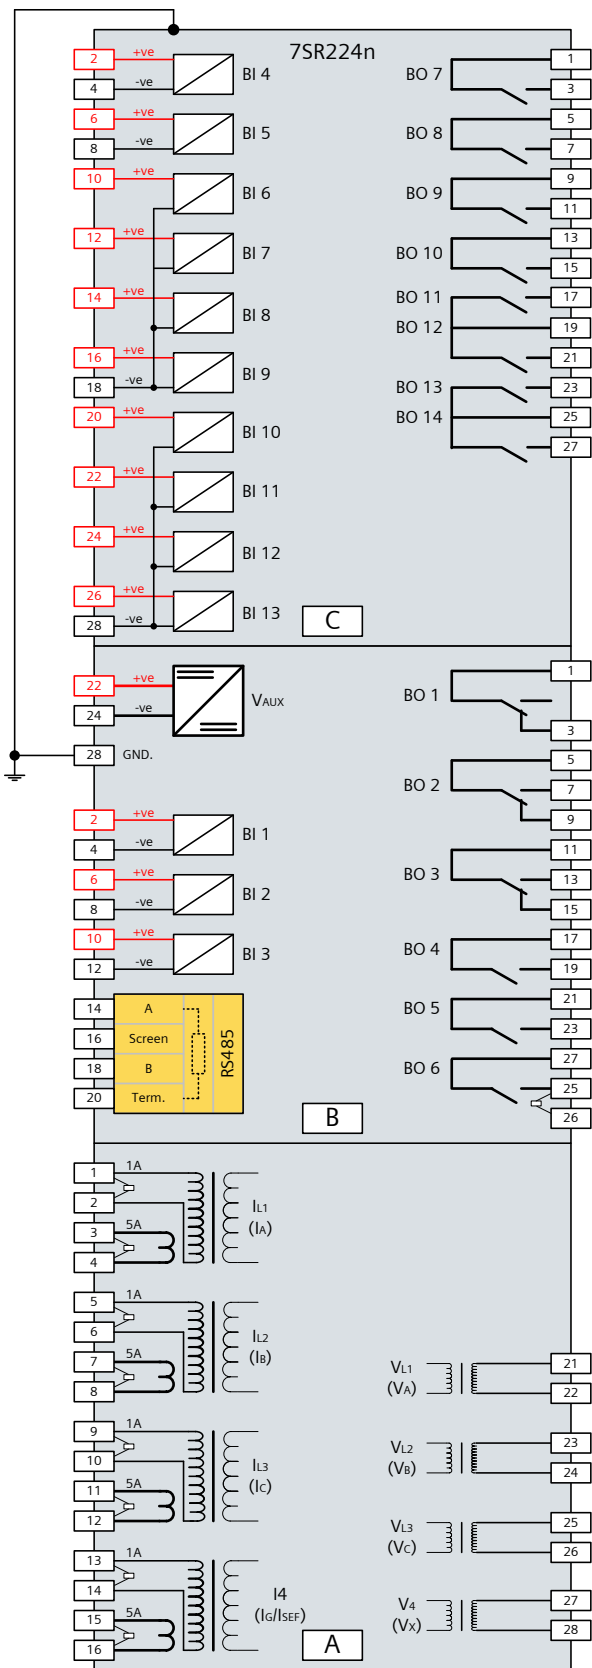 7SR224n
2 +ve BI 4 BO 7 1
4 -ve 3
6 +ve BI 5 BO 8 5
8 -ve 7
10 +ve BI 6 BO 9 9
11
12 +ve BI 7 BO 10 13
15
14 +ve BI 8 BO 11 17
BO 12 19
16 +ve BI 9 21
18 -ve BO 13 23
20 +ve BI 10 BO 14 25
27
22 +ve BI 11
24 +ve BI 12
26 +ve BI 13
28 -ve C
22 +ve VAUX BO 1 1
24 -ve 3
28 GND.
BO 2 5
7
9
2 +ve BI 1
4 -ve
BO 3 11
13
15
6 +ve BI 2
8 -ve
10 +ve BI 3 BO 4 17
12 -ve 19
14 A BO 5 21
16 Screen 23
18 B BO 6 27
20 Term. 25
RS485
26
B
1 1A IL1
2 (IA)
3 5A
4
5 1A IL2
6 (IB)
7 5A
8
VL1 21
(VA) 22
9 1A IL3
10 (IC)
11 5A
12
VL2 23
(VB) 24
VL3 25
(VC) 26
13 1A I4
14 (IG/ISEF)
15 5A
16
V4 27
(VX) 28
A